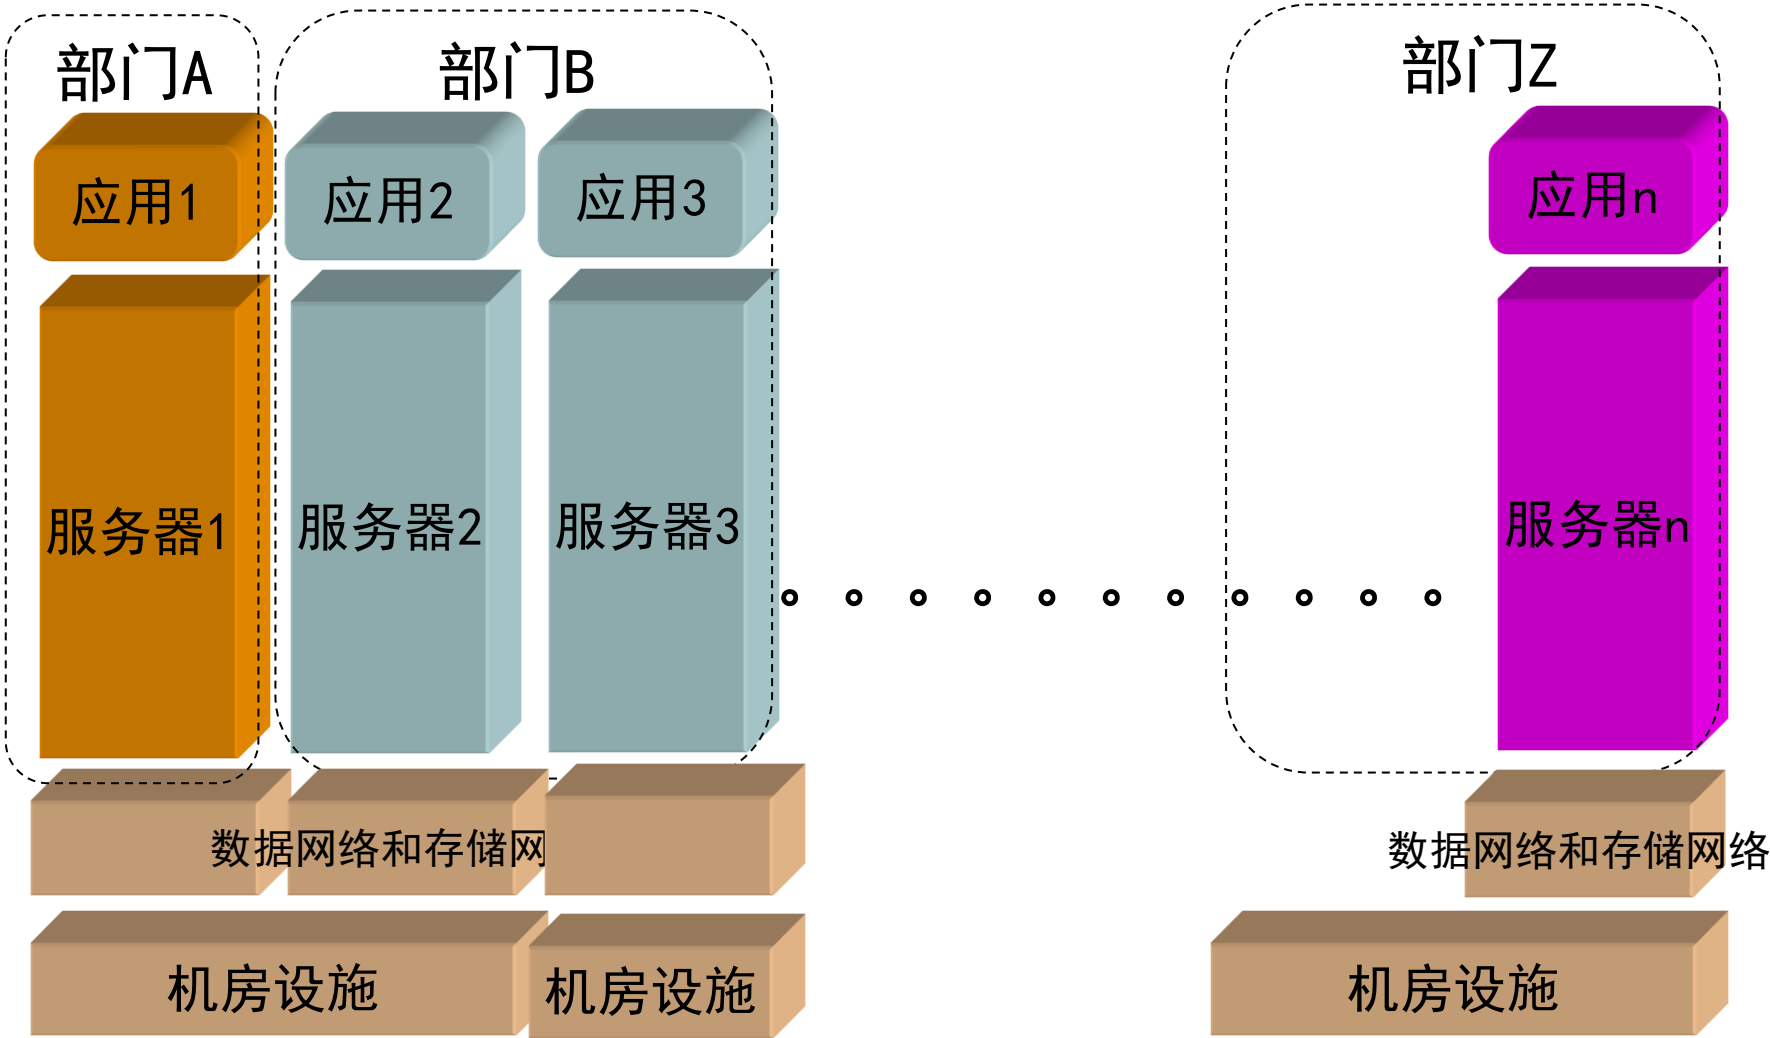 部门A
部门B
部门Z
应用1
应用2
应用3
应用n
服务器1
服务器2
服务器3
服务器n
数据网络和存储网
数据网络和存储网络
机房设施
机房设施
机房设施